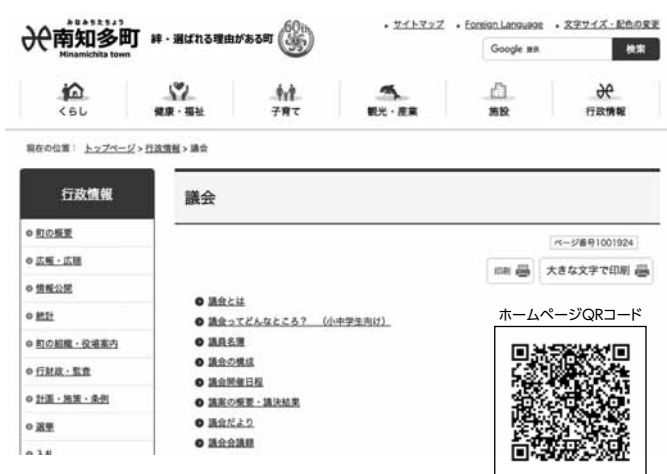 みなみちたちょう
南知多町
Minamichita town
絆・選ばれる理由がある町
60th
・サイトマップ ・Foreign Language ・文字サイズ・配色の変更
Google 検索
くらし 健康・福祉 子育て 観光・産業 施設 行政情報
現在の位置： トップページ > 行政情報 > 議会
行政情報
町の概要
広報・広聴
情報公開
統計
町の組織・役場案内
行財政・監査
計画・施策・条例
選挙
入札
議会
ページ番号1001924
印刷 大きな文字で印刷
議会とは
議会ってどんなところ？ （小中学生向け）
議員名簿
議会の構成
議会開催日程
議案の概要・議決結果
議会だより
議会会議録
ホームページQRコード